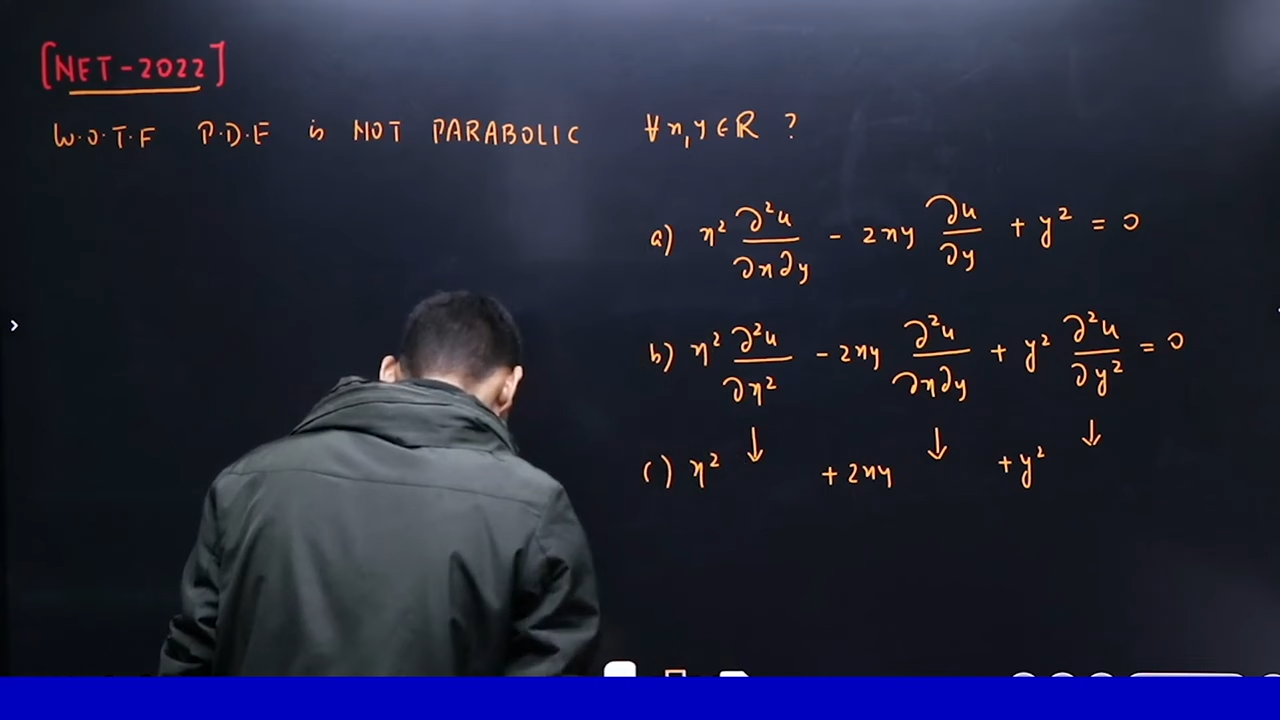 [NET-2022]
W.O.T.F P.D.E is NOT PARABOLIC ∀ x, y ∈ ℝ ?
a) x² ∂²u/∂x∂y - 2xy ∂u/∂y + y² = 0
b) x² ∂²u/∂x² - 2xy ∂²u/∂x∂y + y² ∂²u/∂y² = 0
↓ ↓ ↓
(c) x² + 2xy + y²